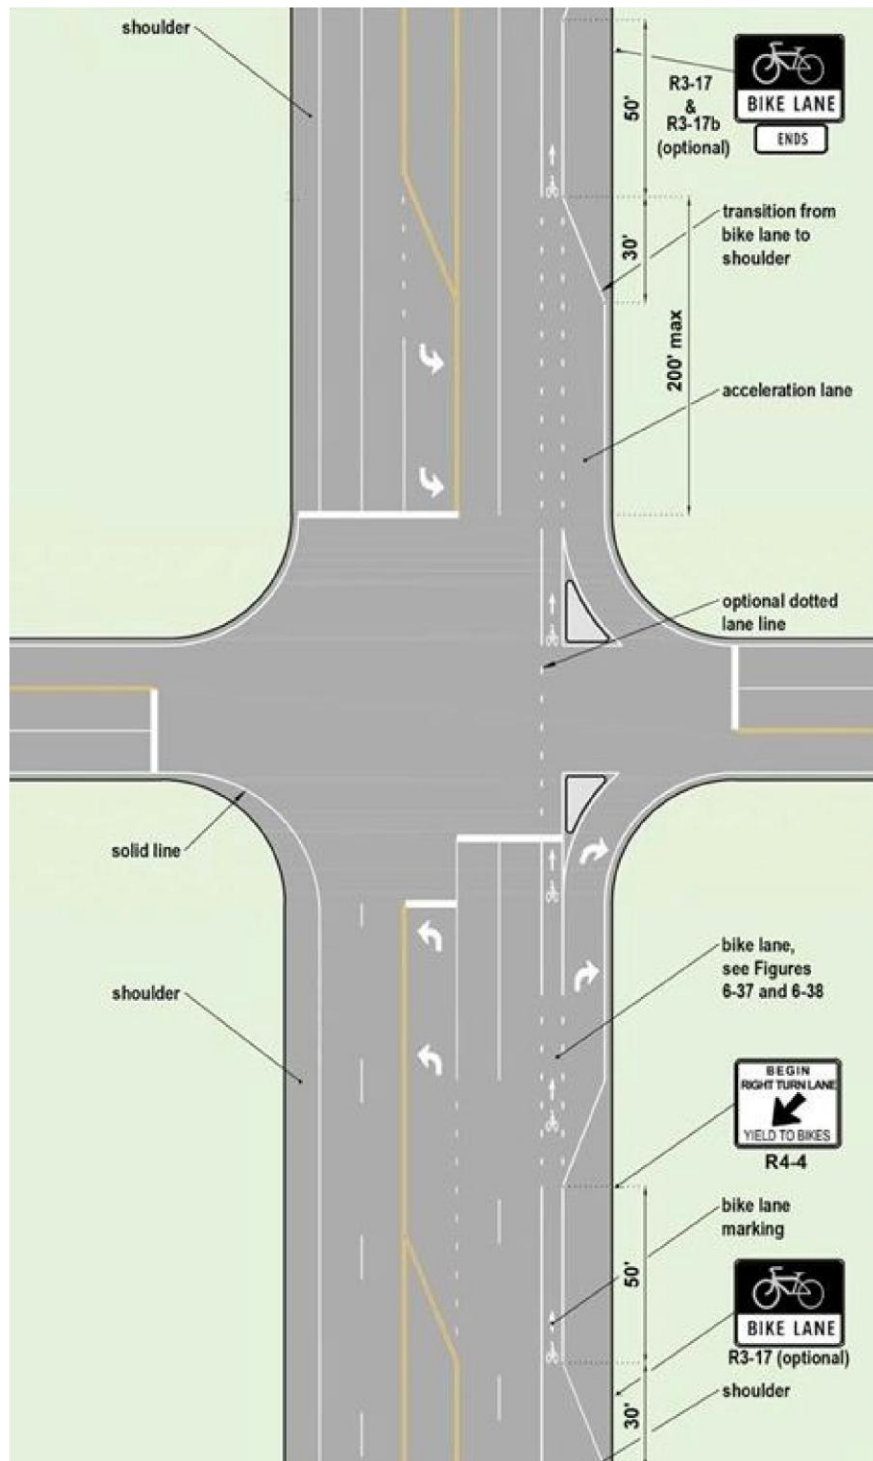 shoulder
50'
R3-17
&
R3-17b
(optional)
BIKE LANE
ENDS
30'
transition from
bike lane to
shoulder
200' max
acceleration lane
optional dotted
lane line
solid line
shoulder
bike lane,
see Figures
6-37 and 6-38
BEGIN
RIGHT TURN LANE
YIELD TO BIKES
R4-4
bike lane
marking
50'
BIKE LANE
R3-17 (optional)
shoulder
30'